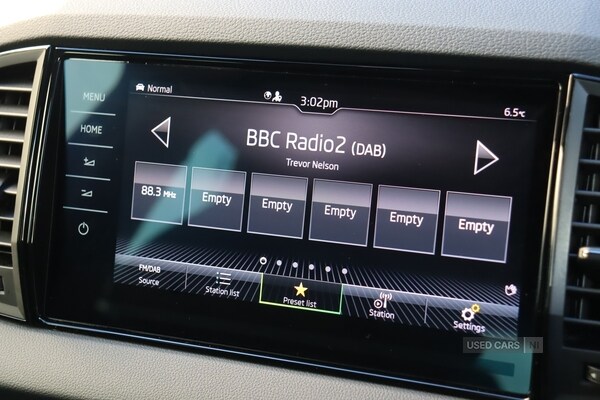 Normal
3:02pm
6.5°C
MENU
HOME
BBC Radio2 (DAB)
Trevor Nelson
88.3 MHz
Empty
Empty
Empty
Empty
Empty
FM/DAB
Source
Station list
Preset list
Station
Settings
USED CARS NI